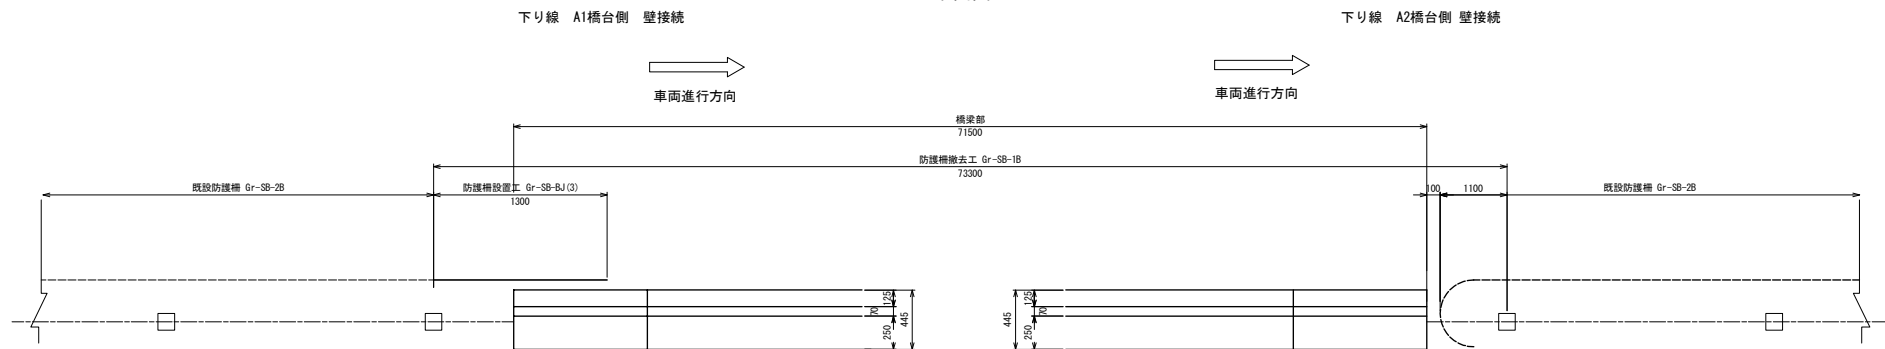 下り線 A1橋台側 壁接続
下り線 A2橋台側 壁接続
車両進行方向
車両進行方向
橋梁部
71500
防護柵撤去工 Gr-SB-1B
73300
既設防護柵 Gr-SB-2B
防護柵設置工 Gr-SB-BJ(3)
1300
100
1100
既設防護柵 Gr-SB-2B
125
70
250
445
445
125
70
250